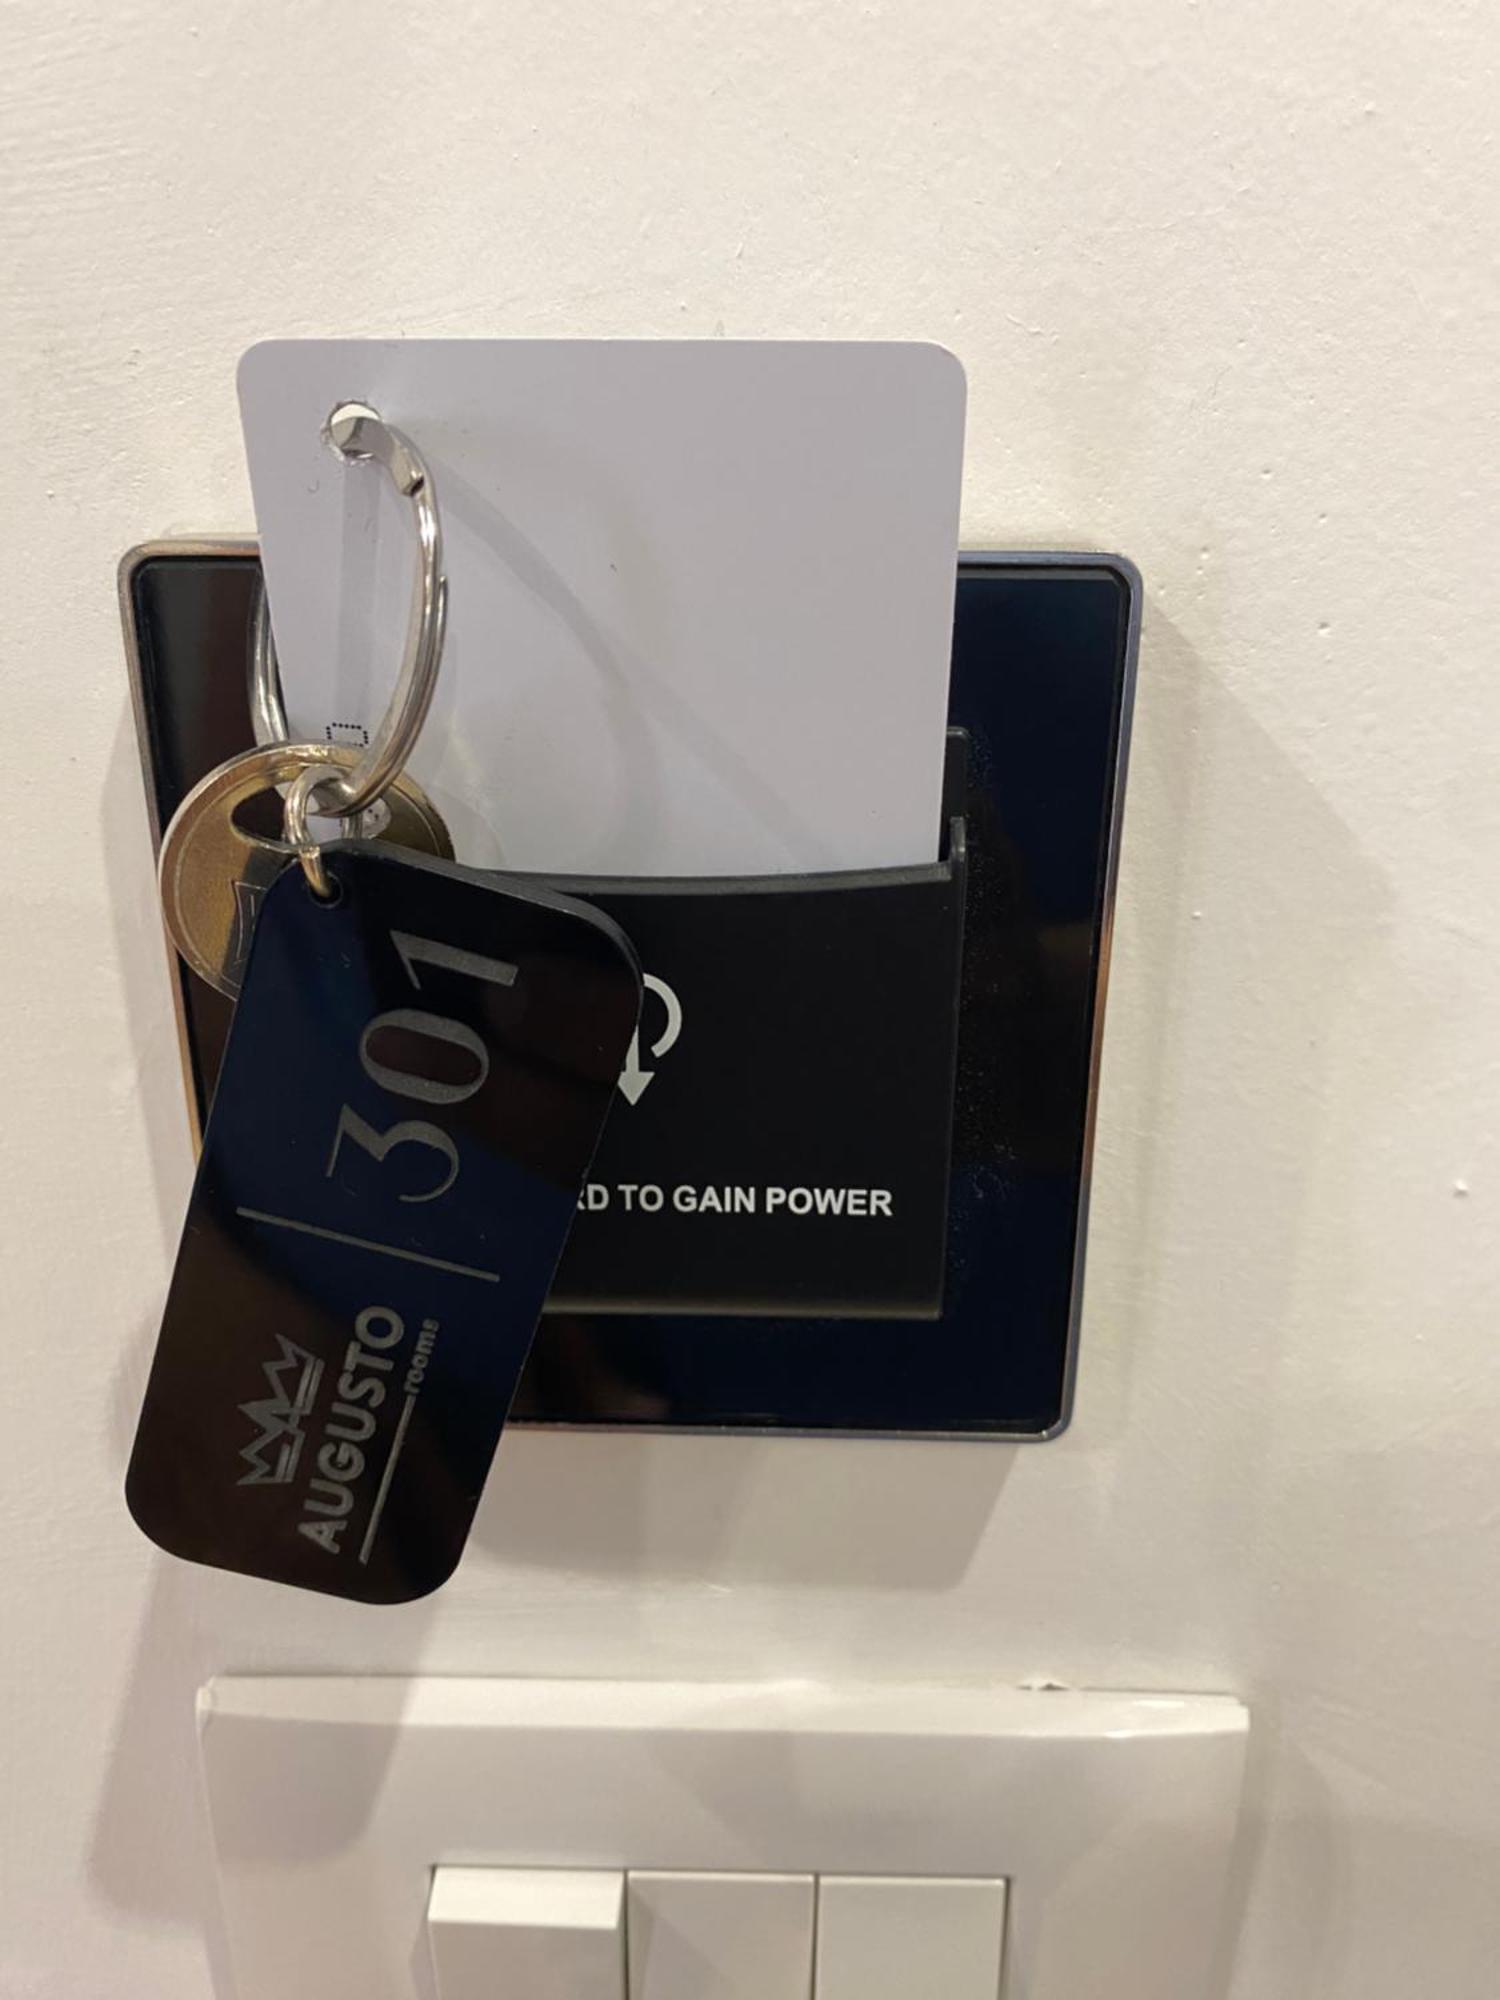 301
AUGUSTO
rooms
RD TO GAIN POWER